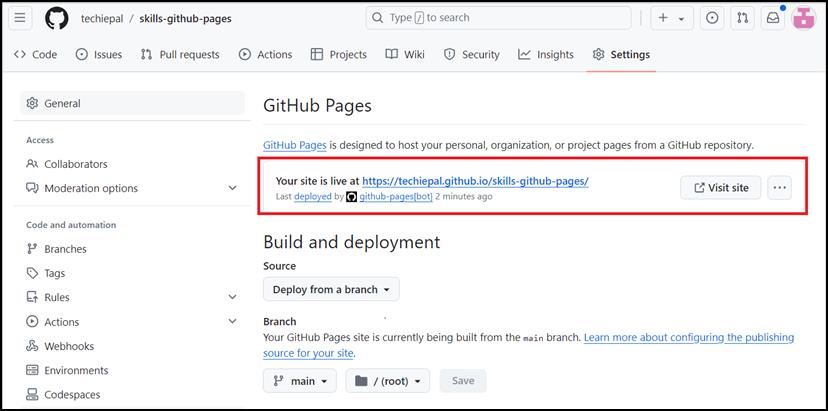 techiepal / skills-github-pages
Type / to search
Code Issues Pull requests Actions Projects Wiki Security Insights Settings
General
Access
Collaborators
Moderation options
Code and automation
Branches
Tags
Rules
Actions
Webhooks
Environments
Codespaces
GitHub Pages
GitHub Pages is designed to host your personal, organization, or project pages from a GitHub repository.
Your site is live at https://techiepal.github.io/skills-github-pages/
Last deployed by github-pages[bot] 2 minutes ago
Visit site
Build and deployment
Source
Deploy from a branch
Branch
Your GitHub Pages site is currently being built from the main branch. Learn more about configuring the publishing
source for your site.
main / (root) Save